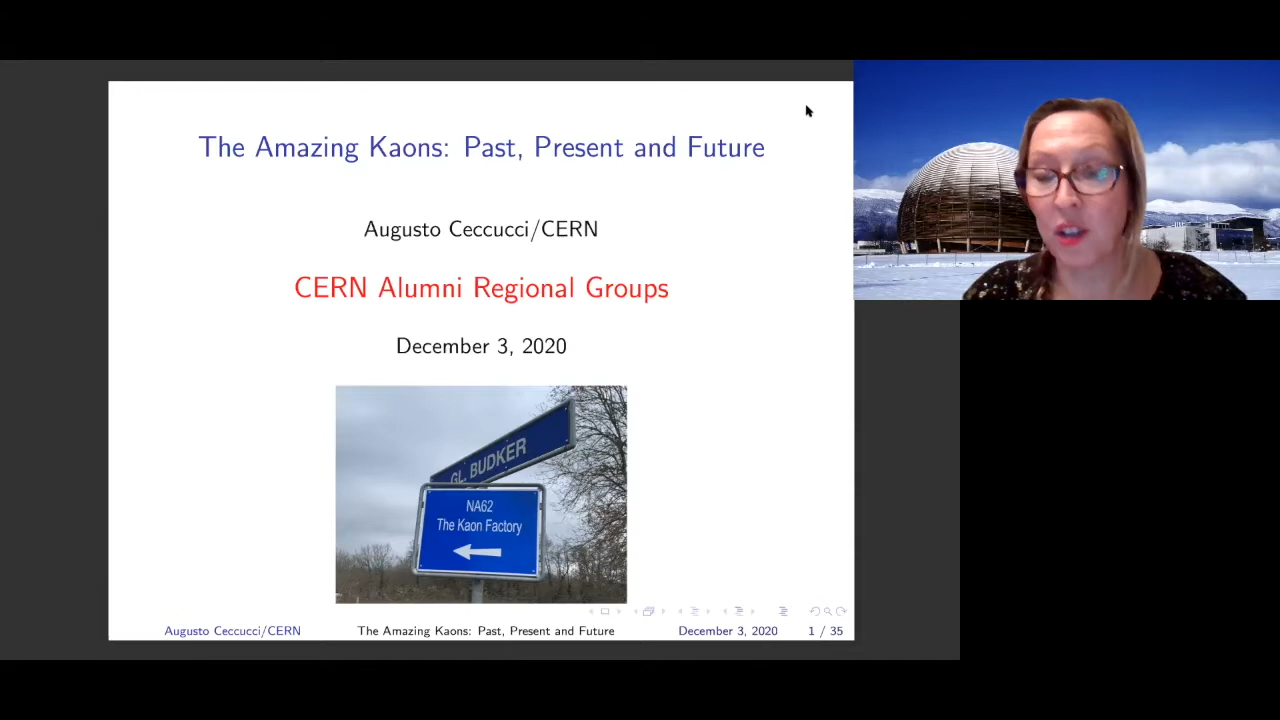 The Amazing Kaons: Past, Present and Future
Augusto Ceccucci/CERN
CERN Alumni Regional Groups
December 3, 2020
GL. BUDKER
NA62
The Kaon Factory
Augusto Ceccucci/CERN The Amazing Kaons: Past, Present and Future December 3, 2020 1 / 35